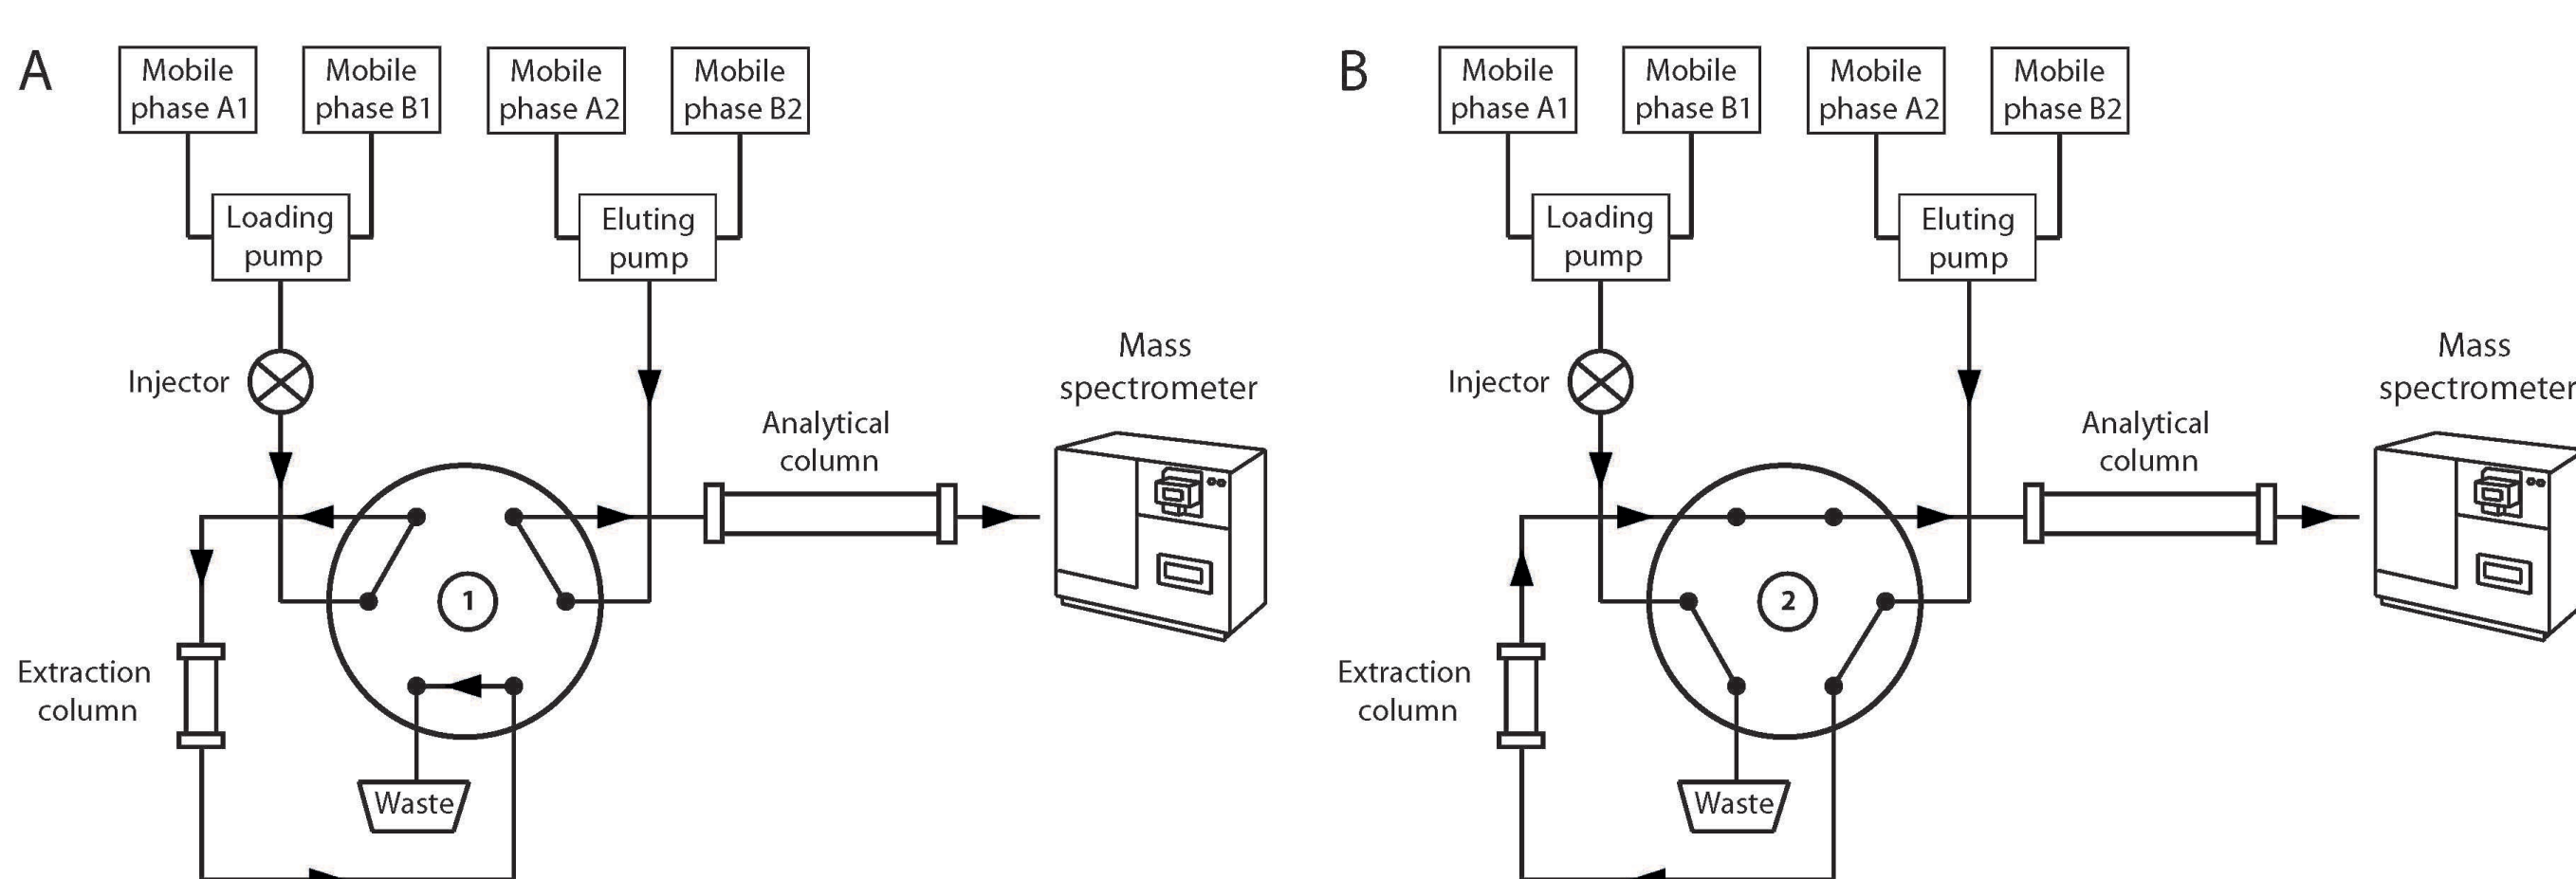 A
Mobile
phase A1
Mobile
phase B1
Mobile
phase A2
Mobile
phase B2
Loading
pump
Eluting
pump
Injector
Mass
spectrometer
Analytical
column
1
Extraction
column
Waste
B
Mobile
phase A1
Mobile
phase B1
Mobile
phase A2
Mobile
phase B2
Loading
pump
Eluting
pump
Injector
Mass
spectrometer
Analytical
column
2
Extraction
column
Waste